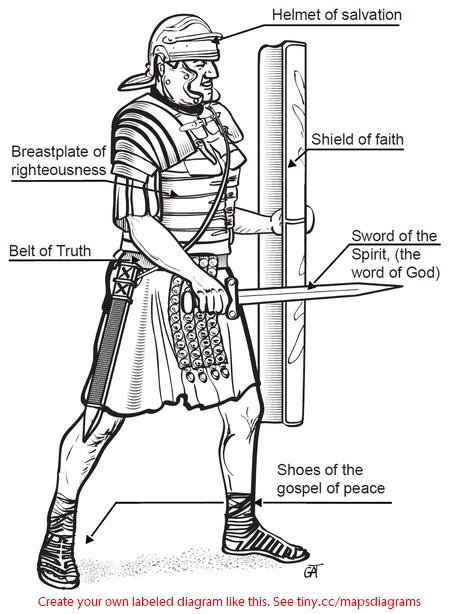 Helmet of salvation
Shield of faith
Breastplate of
righteousness
Sword of the
Spirit, (the
word of God)
Belt of Truth
Shoes of the
gospel of peace
GAT
Create your own labeled diagram like this. See tiny.cc/mapsdiagrams